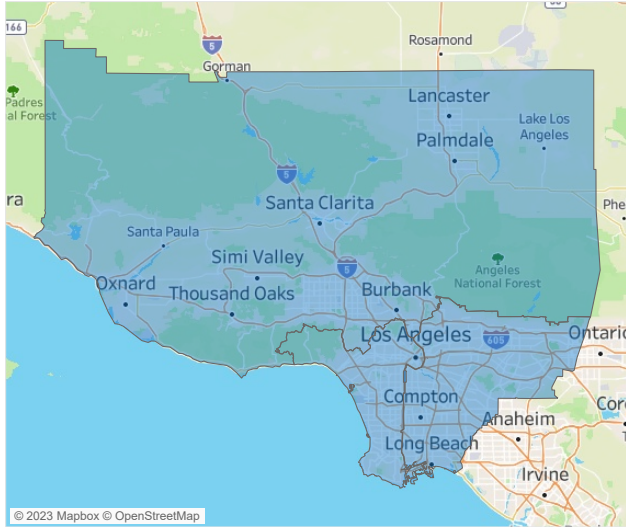 166
5
Rosamond
Gorman
Padres
al Forest
Lancaster
Lake Los
Angeles
Palmdale
5
ra
Santa Clarita
Phe
Santa Paula
Simi Valley
5
Angeles
National Forest
Oxnard
Thousand Oaks
Burbank
Los Angeles
605
Ontario
Compton
Cor
Anaheim
Long Beach
Irvine
© 2023 Mapbox © OpenStreetMap